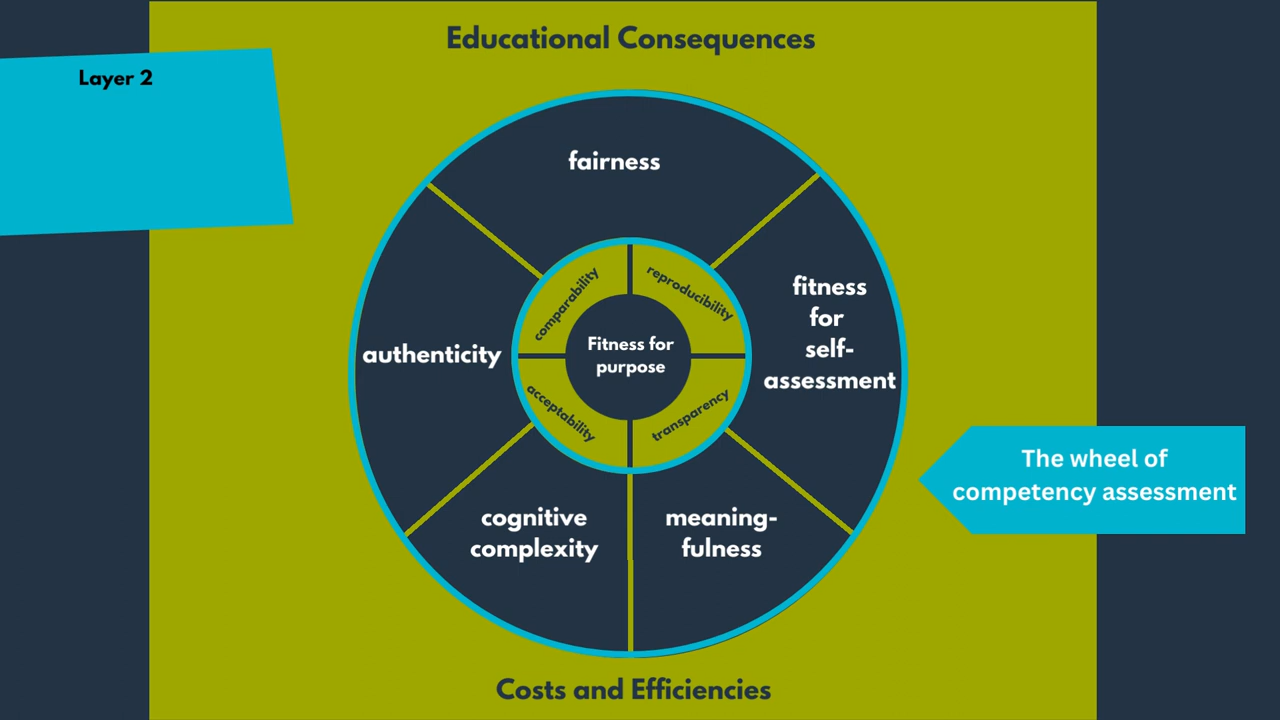 Educational Consequences
Layer 2
fairness
comparability
reproducibility
fitness
for
self-
assessment
authenticity
Fitness for
purpose
acceptability
transparency
The wheel of
competency assessment
cognitive
complexity
meaning-
fulness
Costs and Efficiencies